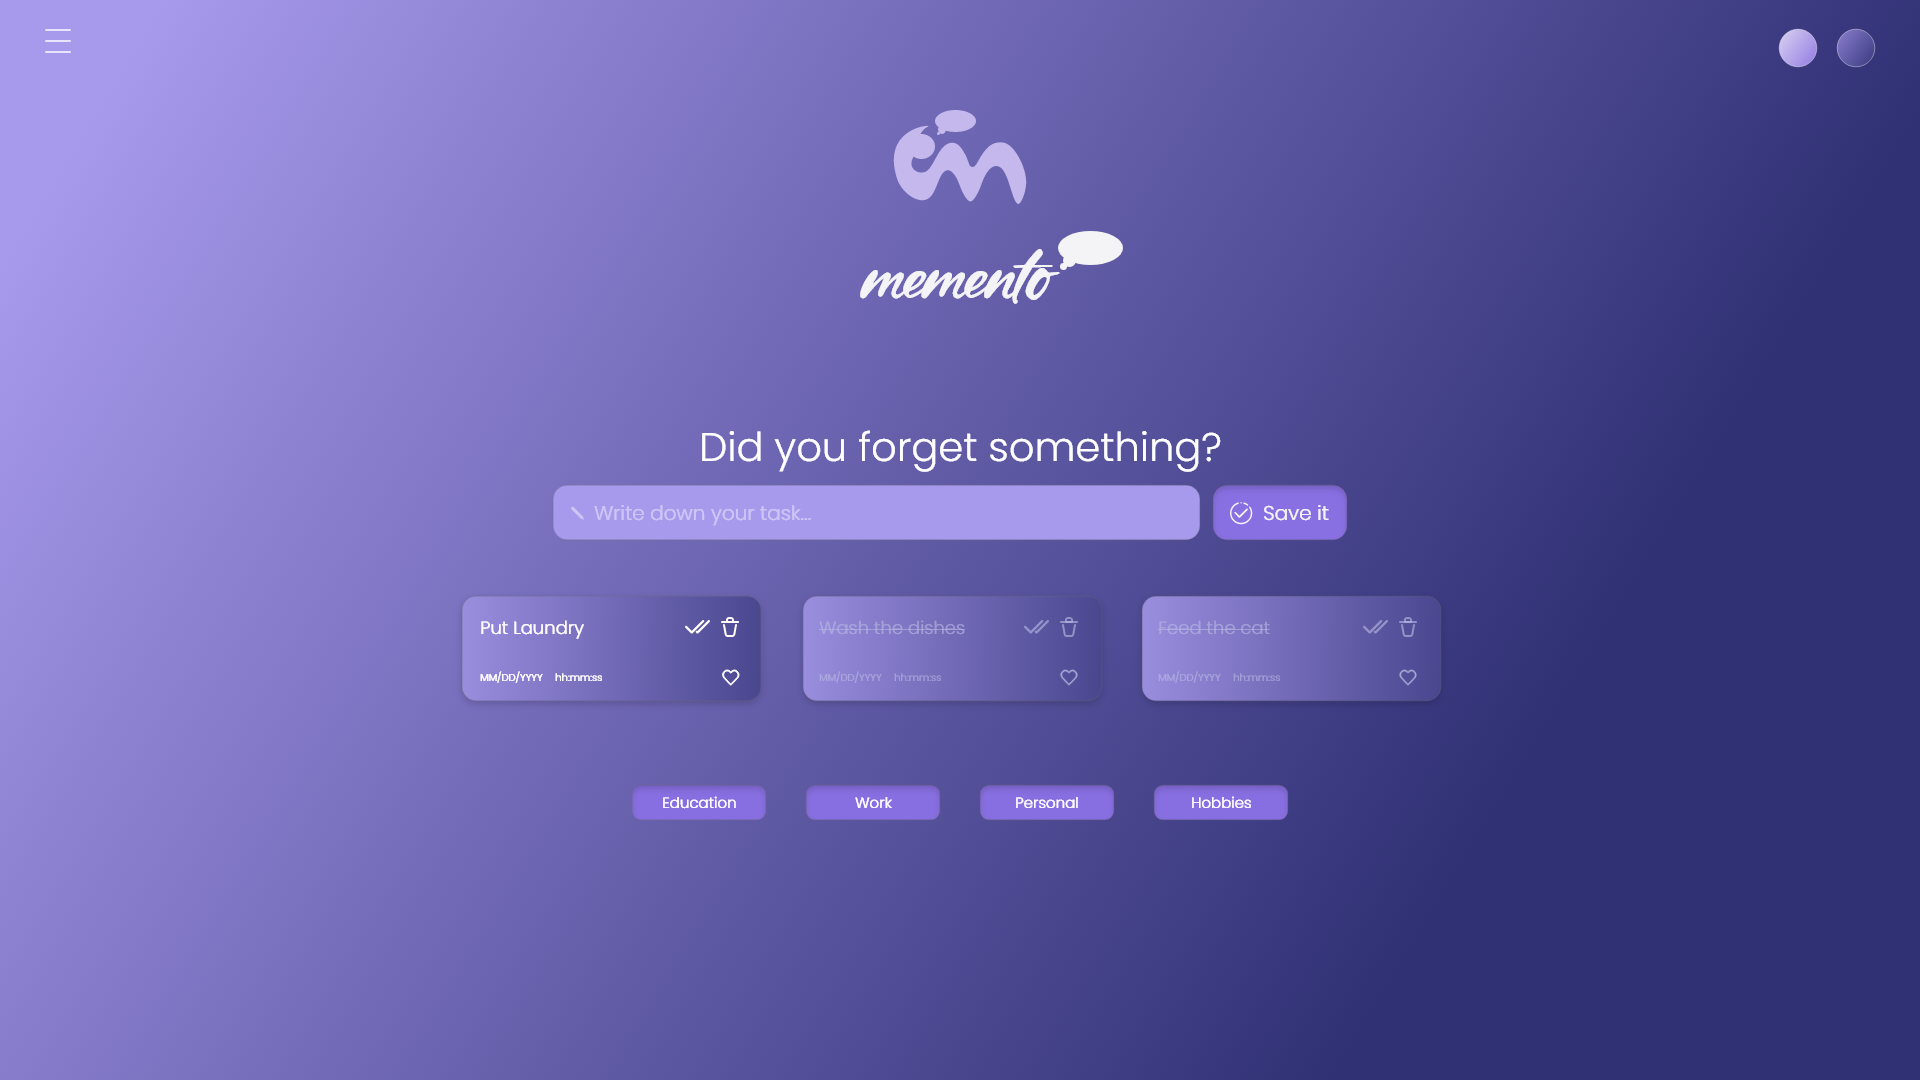 memento
Did you forget something?
Write down your task...
Save it
Put Laundry
MM/DD/YYYY hh:mm:ss
Wash the dishes
MM/DD/YYYY hh:mm:ss
Feed the cat
MM/DD/YYYY hh:mm:ss
Education
Work
Personal
Hobbies